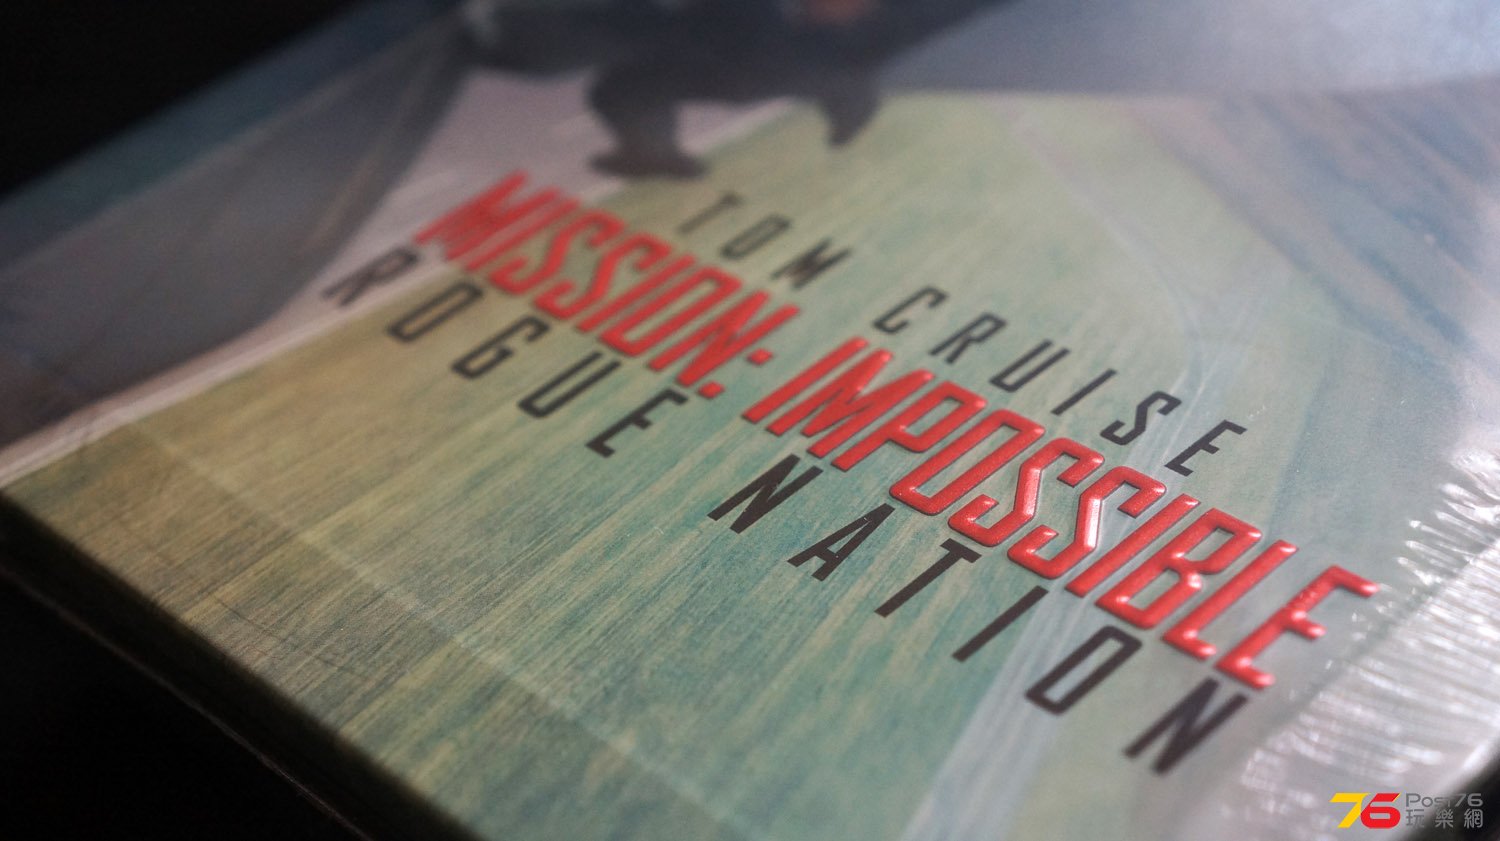 TOM CRUISE
MISSION: IMPOSSIBLE
ROGUE NATION
76 Post76
玩樂網